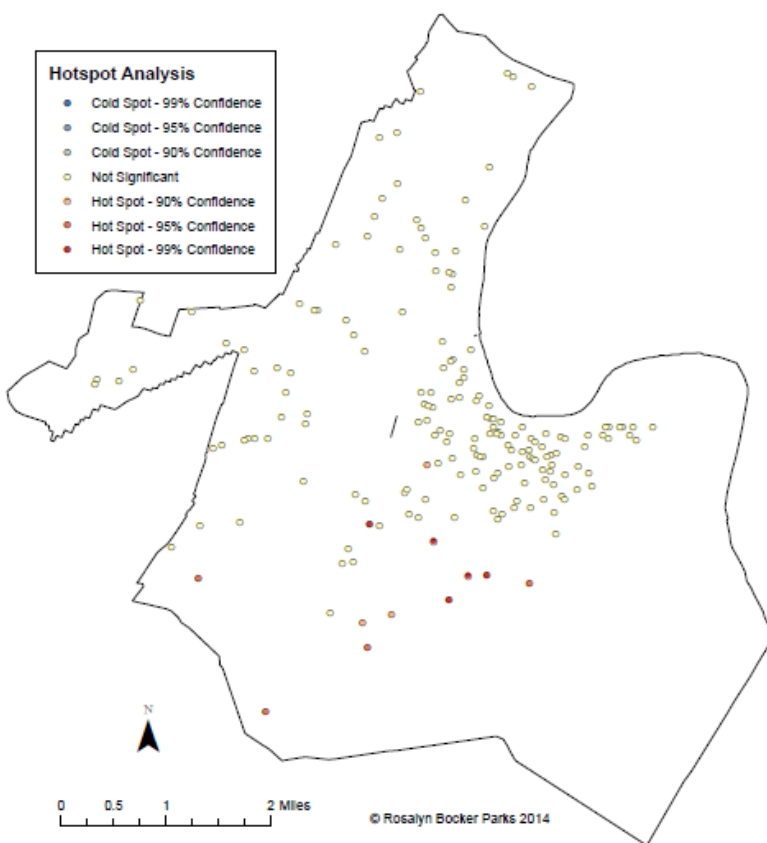 Hotspot Analysis
Cold Spot - 99% Confidence
Cold Spot - 95% Confidence
Cold Spot - 90% Confidence
Not Significant
Hot Spot - 90% Confidence
Hot Spot - 95% Confidence
Hot Spot - 99% Confidence
N
0 0.5 1 2 Miles
© Rosalyn Bocker Parks 2014